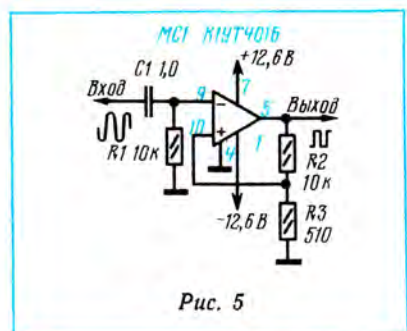 МС1 К1УТ401Б
+12,6 В
С1 1,0
Вход
9
7
5
Выход
10
4
1
R1 10к
R2
10к
-12,6 В
R3
510
Рис. 5